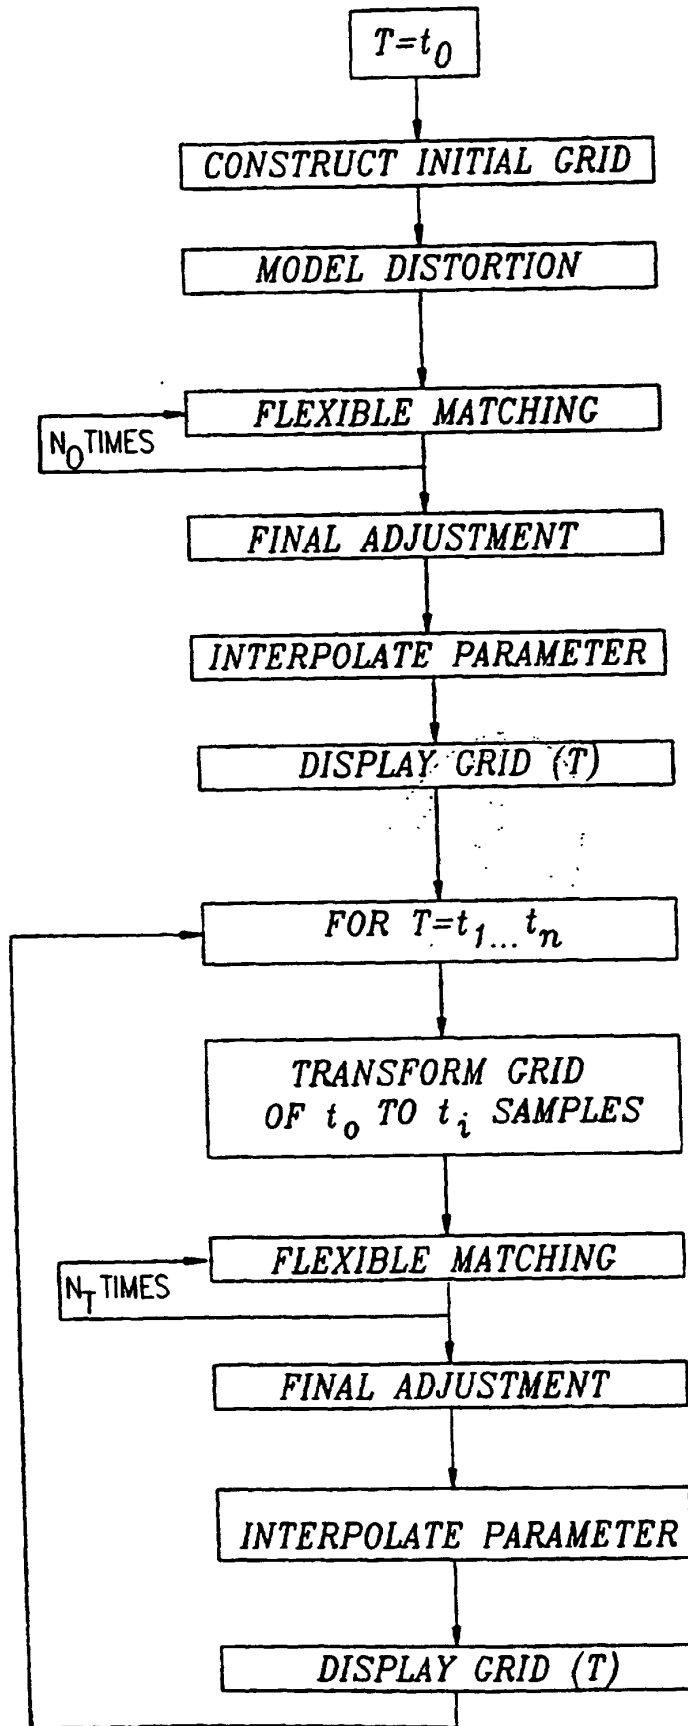 T=t0
CONSTRUCT INITIAL GRID
MODEL DISTORTION
FLEXIBLE MATCHING
N0 TIMES
FINAL ADJUSTMENT
INTERPOLATE PARAMETER
DISPLAY GRID (T)
FOR T=t1... tn
TRANSFORM GRID
OF to TO ti SAMPLES
FLEXIBLE MATCHING
NT TIMES
FINAL ADJUSTMENT
INTERPOLATE PARAMETER
DISPLAY GRID (T)